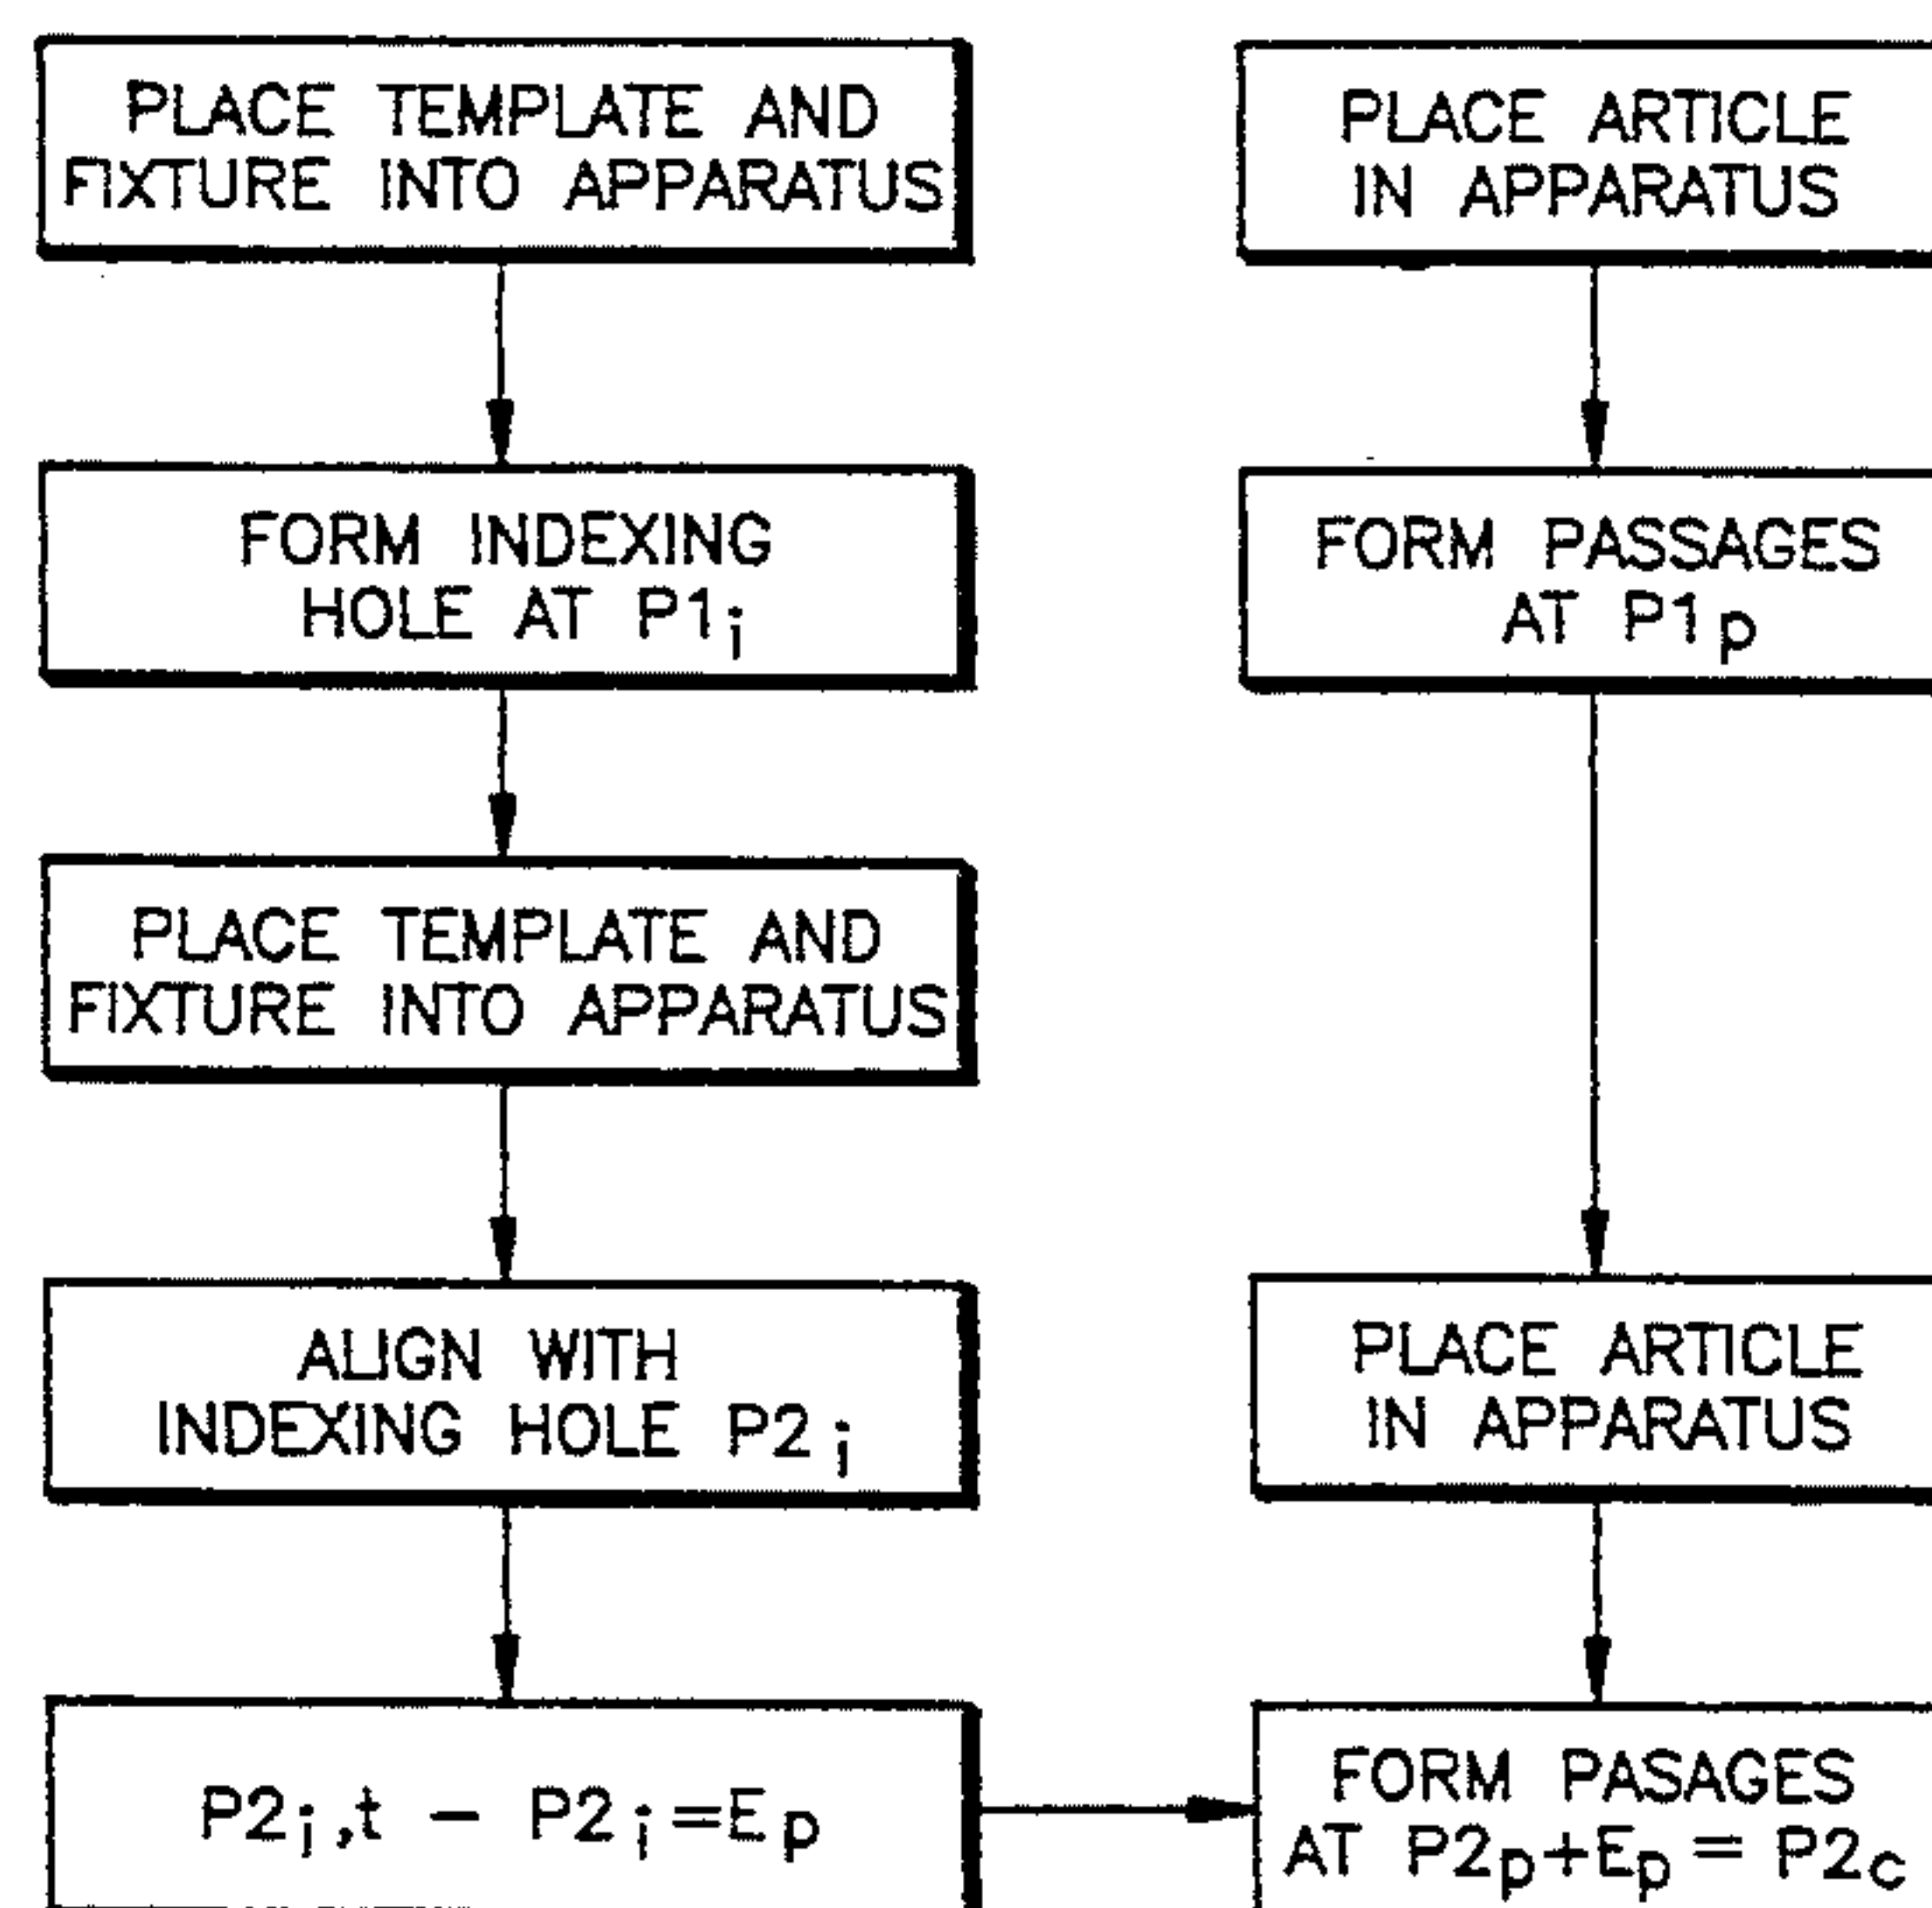 PLACE TEMPLATE AND
FIXTURE INTO APPARATUS
FORM INDEXING
HOLE AT P1i
PLACE TEMPLATE AND
FIXTURE INTO APPARATUS
ALIGN WITH
INDEXING HOLE P2i
P2i,t - P2i=Ep
PLACE ARTICLE
IN APPARATUS
FORM PASSAGES
AT P1p
PLACE ARTICLE
IN APPARATUS
FORM PASAGES
AT P2p+Ep = P2c